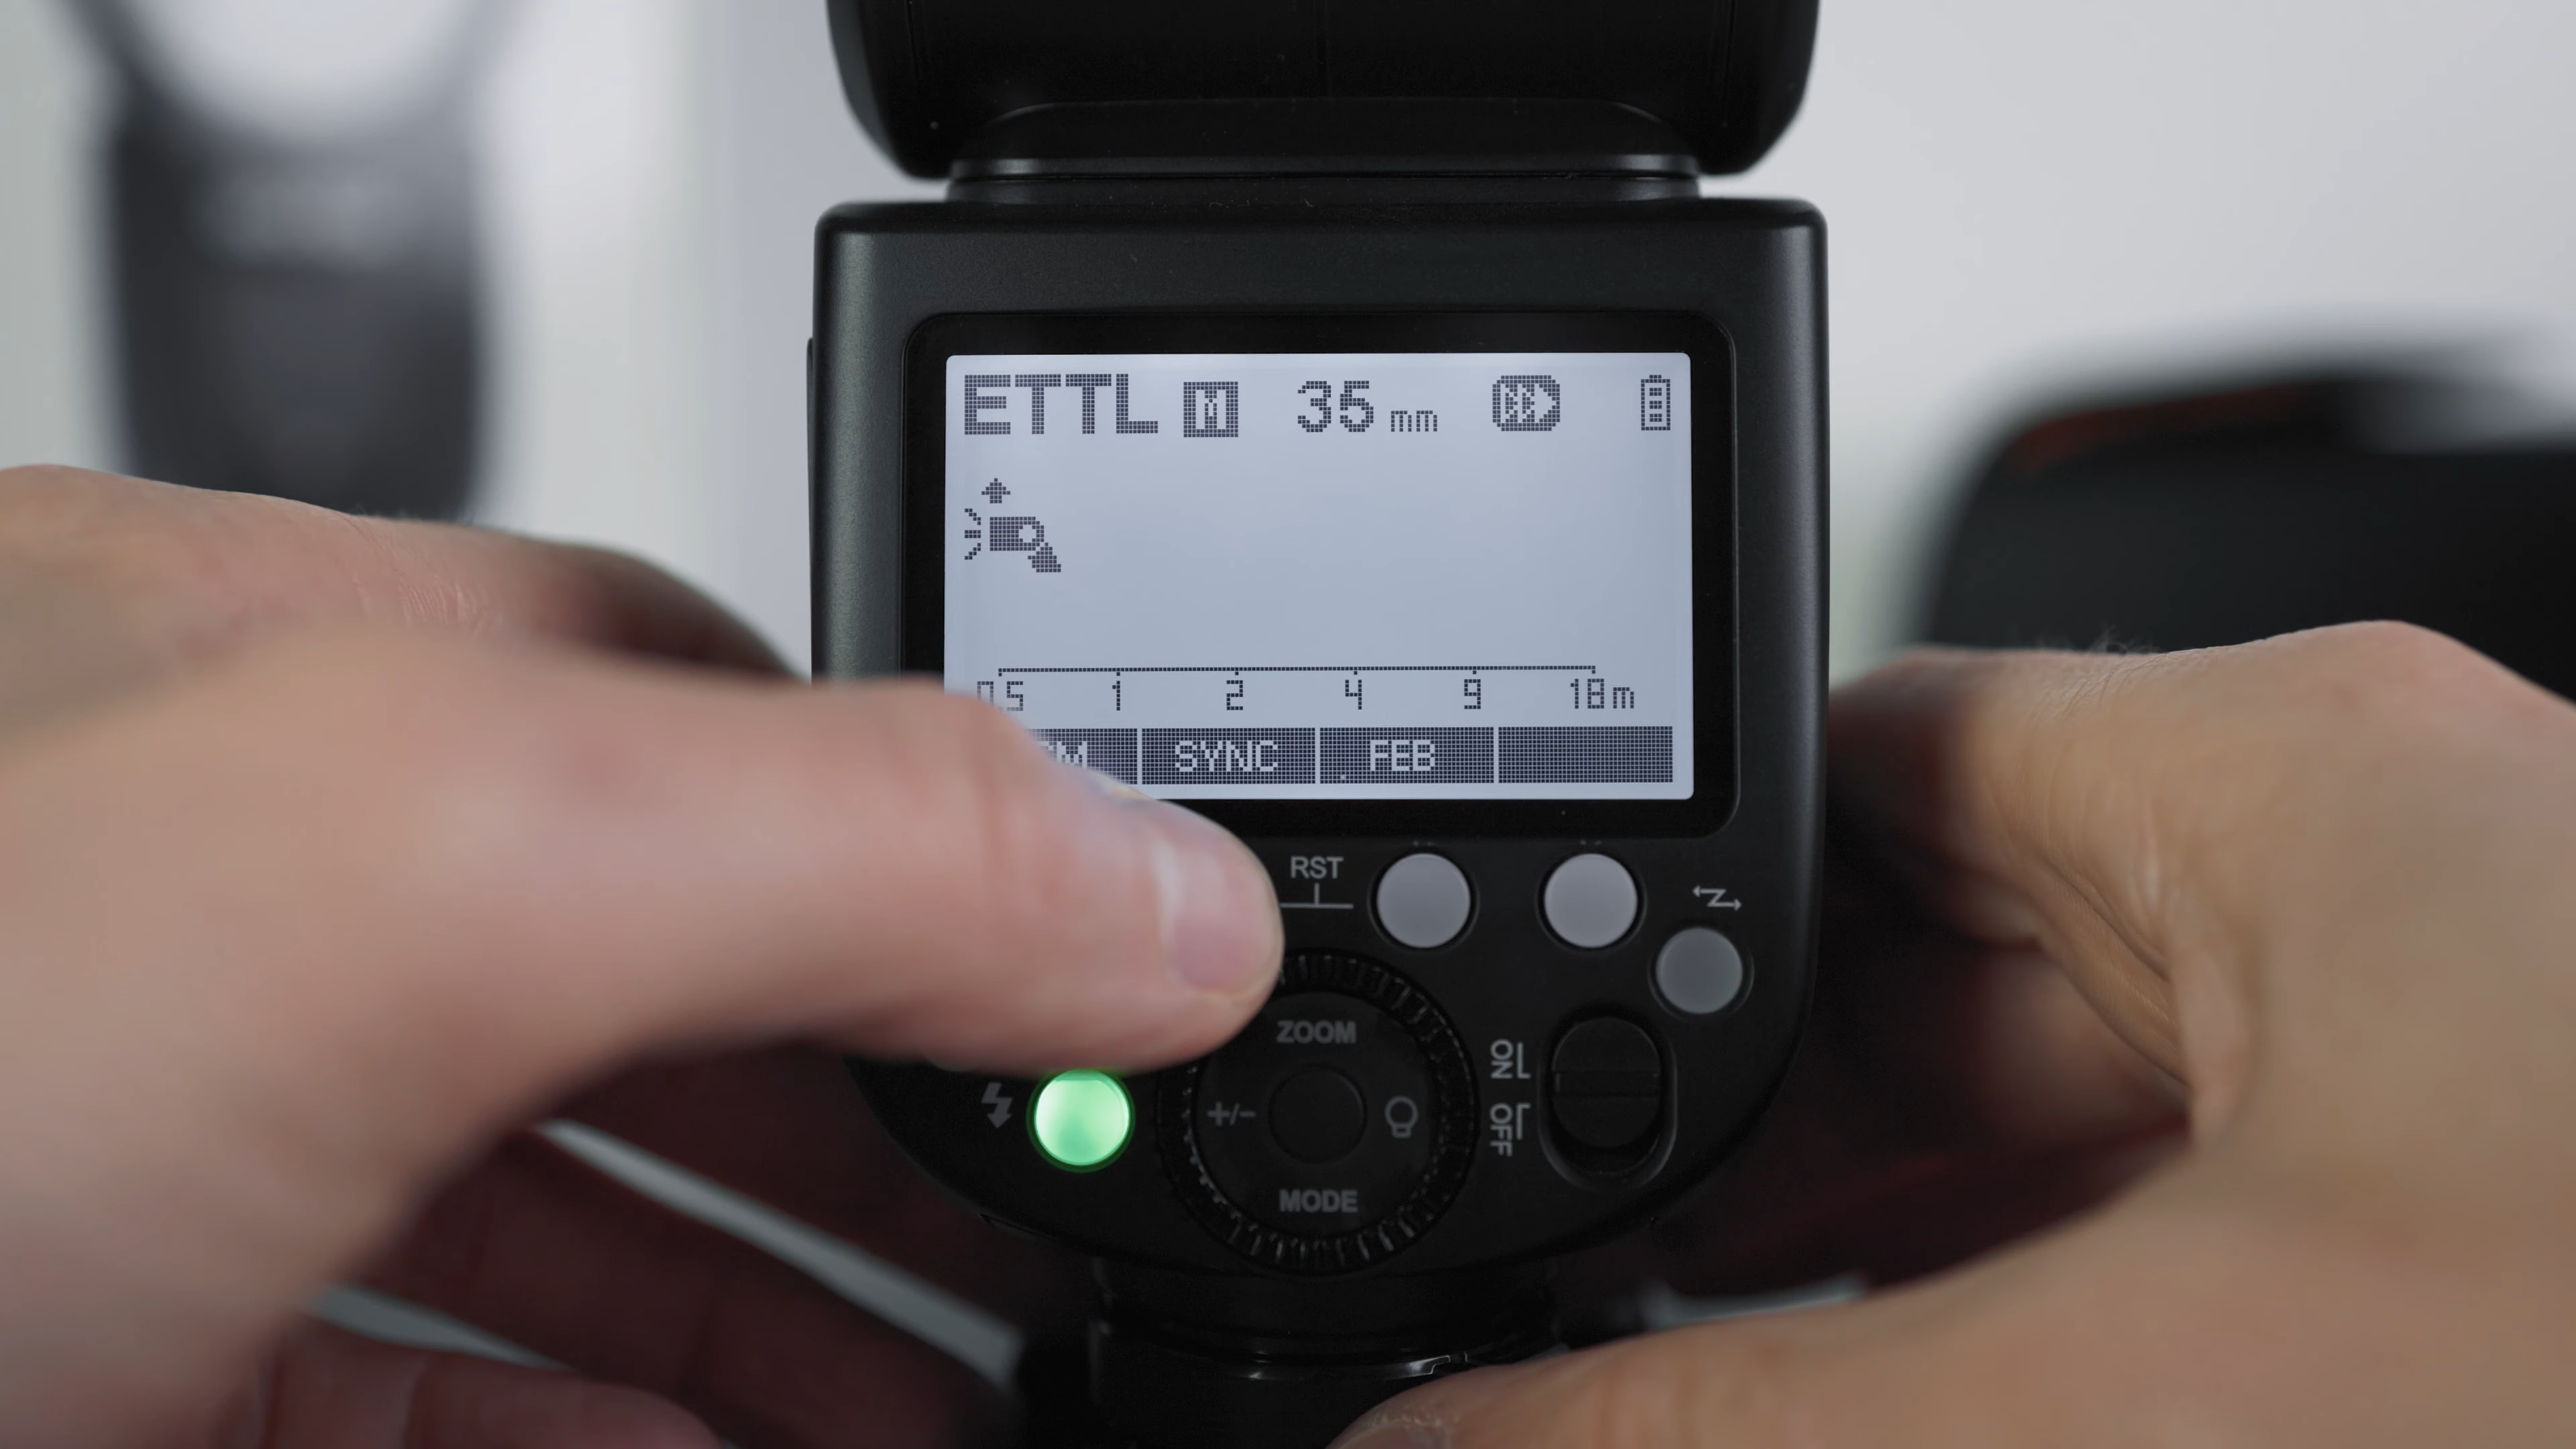 ETTL M 35 mm
0.5 1 2 4 9 18m
SYNC FEB
RST
ZOOM
ON
+/-
OFF
MODE